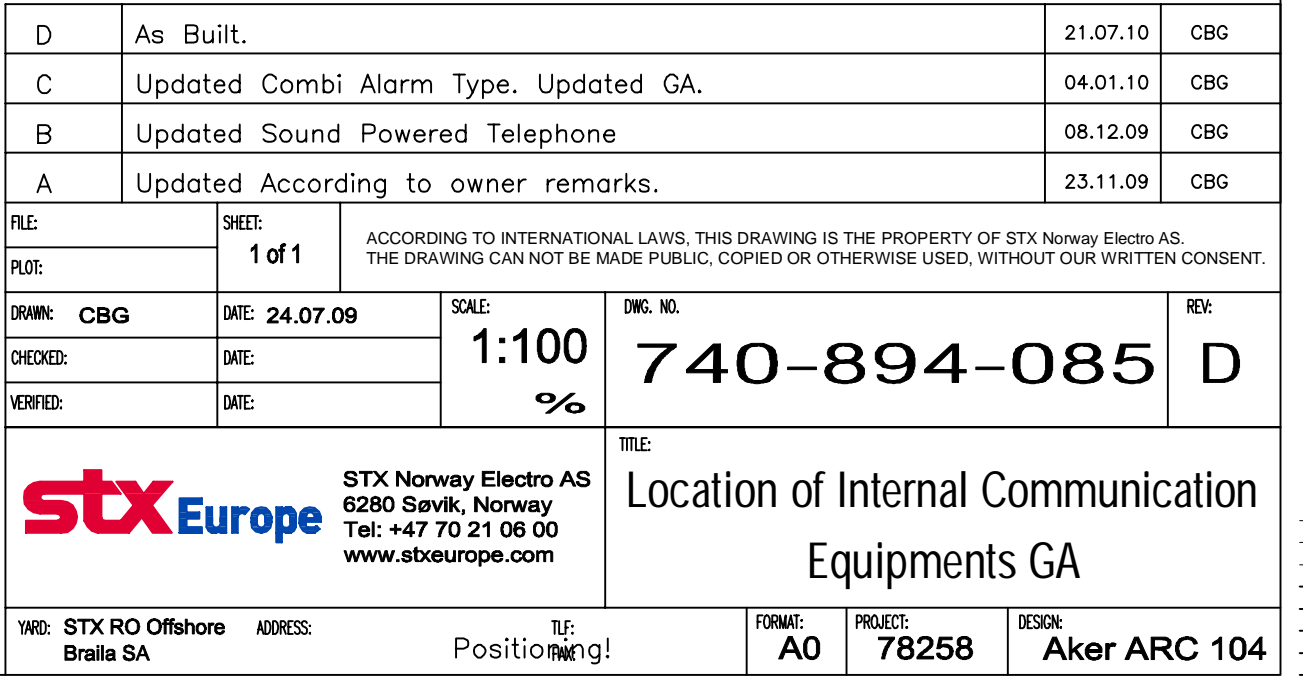 D As Built. 21.07.10 CBG
C Updated Combi Alarm Type. Updated GA. 04.01.10 CBG
B Updated Sound Powered Telephone 08.12.09 CBG
A Updated According to owner remarks. 23.11.09 CBG
FILE:
PLOT:
SHEET:
1 of 1
ACCORDING TO INTERNATIONAL LAWS, THIS DRAWING IS THE PROPERTY OF STX Norway Electro AS.
THE DRAWING CAN NOT BE MADE PUBLIC, COPIED OR OTHERWISE USED, WITHOUT OUR WRITTEN CONSENT.
DRAWN: CBG DATE: 24.07.09
CHECKED: DATE:
VERIFIED: DATE:
SCALE:
1:100
%
DWG. NO.
740-894-085
REV:
D
stx Europe
STX Norway Electro AS
6280 Søvik, Norway
Tel: +47 70 21 06 00
www.stxeurope.com
TITLE:
Location of Internal Communication
Equipments GA
YARD: STX RO Offshore
Braila SA
ADDRESS:
TLF:
FAX:
Positioning!
FORMAT:
A0
PROJECT:
78258
DESIGN:
Aker ARC 104